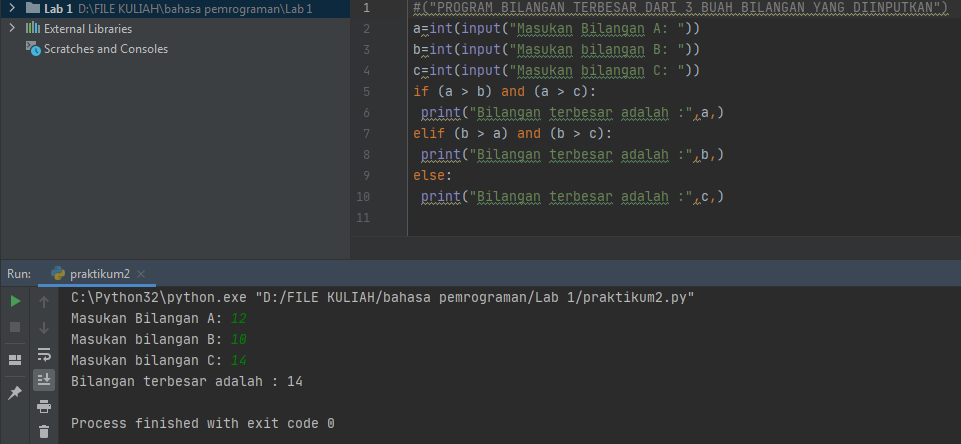 Lab 1 D:\FILE KULIAH\bahasa pemrograman\Lab 1
External Libraries
Scratches and Consoles
1 #("PROGRAM BILANGAN TERBESAR DARI 3 BUAH BILANGAN YANG DIINPUTKAN")
2 a=int(input("Masukan Bilangan A: "))
3 b=int(input("Masukan bilangan B: "))
4 c=int(input("Masukan bilangan C: "))
5 if (a > b) and (a > c):
6  print("Bilangan terbesar adalah :",a,)
7 elif (b > a) and (b > c):
8  print("Bilangan terbesar adalah :",b,)
9 else:
10  print("Bilangan terbesar adalah :",c,)
11
Run: praktikum2
C:\Python32\python.exe "D:/FILE KULIAH/bahasa pemrograman/Lab 1/praktikum2.py"
Masukan Bilangan A: 12
Masukan bilangan B: 10
Masukan bilangan C: 14
Bilangan terbesar adalah : 14
Process finished with exit code 0